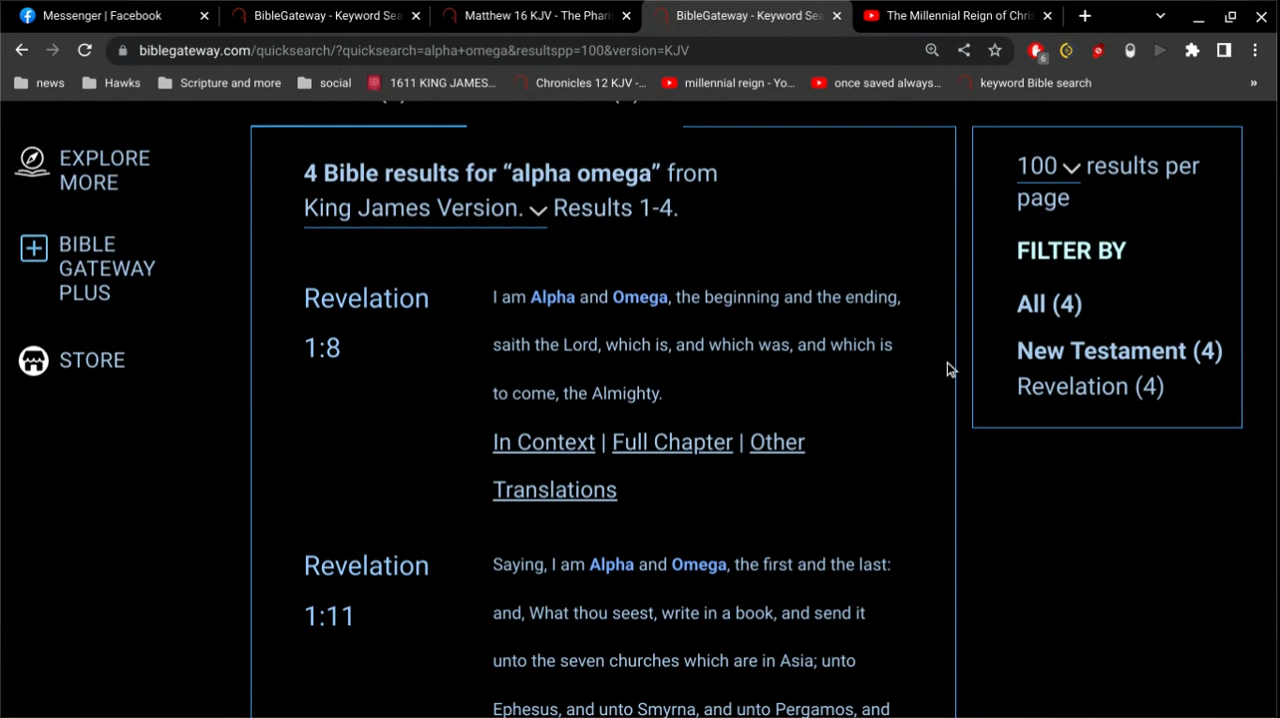 Messenger | Facebook
BibleGateway - Keyword Sea
Matthew 16 KJV - The Phari
BibleGateway - Keyword Sea
The Millennial Reign of Chris
biblegateway.com/quicksearch/?quicksearch=alpha+omega&resultspp=100&version=KJV
6
news
Hawks
Scripture and more
social
1611 KING JAMES...
Chronicles 12 KJV -...
millennial reign - Yo...
once saved always...
keyword Bible search
»
EXPLORE
MORE
BIBLE
GATEWAY
PLUS
STORE
4 Bible results for “alpha omega” from
King James Version. Results 1-4.
Revelation
1:8
I am Alpha and Omega, the beginning and the ending,
saith the Lord, which is, and which was, and which is
to come, the Almighty.
In Context | Full Chapter | Other
Translations
Revelation
1:11
Saying, I am Alpha and Omega, the first and the last:
and, What thou seest, write in a book, and send it
unto the seven churches which are in Asia; unto
Ephesus, and unto Smyrna, and unto Pergamos, and
100 results per
page
FILTER BY
All (4)
New Testament (4)
Revelation (4)